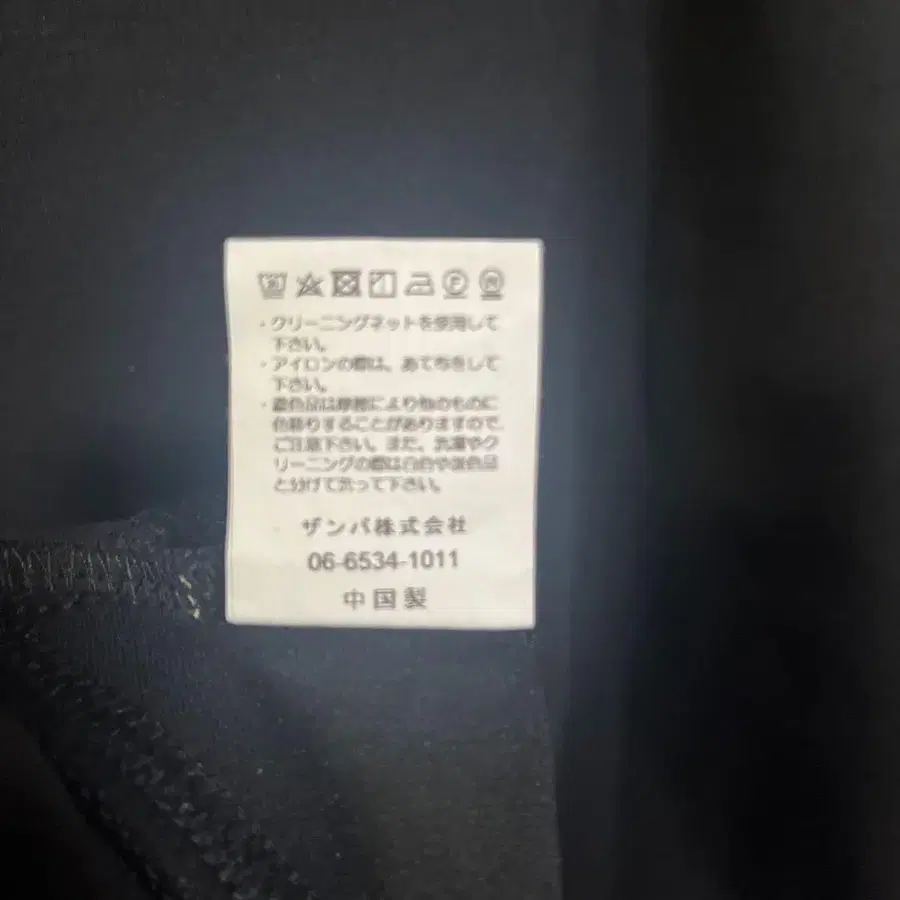 ・クリーニングネットを使用して
下さい。
・アイロンの際は、あて布をして
下さい。
・濃色品は摩擦により他のものに
色移りすることがありますので、
ご注意下さい。また、洗濯やク
リーニングの際は白色や淡色品
と分けて洗って下さい。
ザンパ株式会社
06-6534-1011
中国製